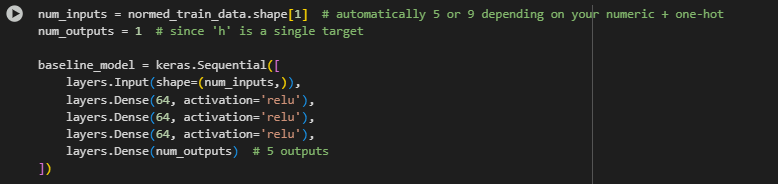 num_inputs = normed_train_data.shape[1]  # automatically 5 or 9 depending on your numeric + one-hot
num_outputs = 1  # since 'h' is a single target

baseline_model = keras.Sequential([
    layers.Input(shape=(num_inputs,)),
    layers.Dense(64, activation='relu'),
    layers.Dense(64, activation='relu'),
    layers.Dense(64, activation='relu'),
    layers.Dense(num_outputs)  # 5 outputs
])